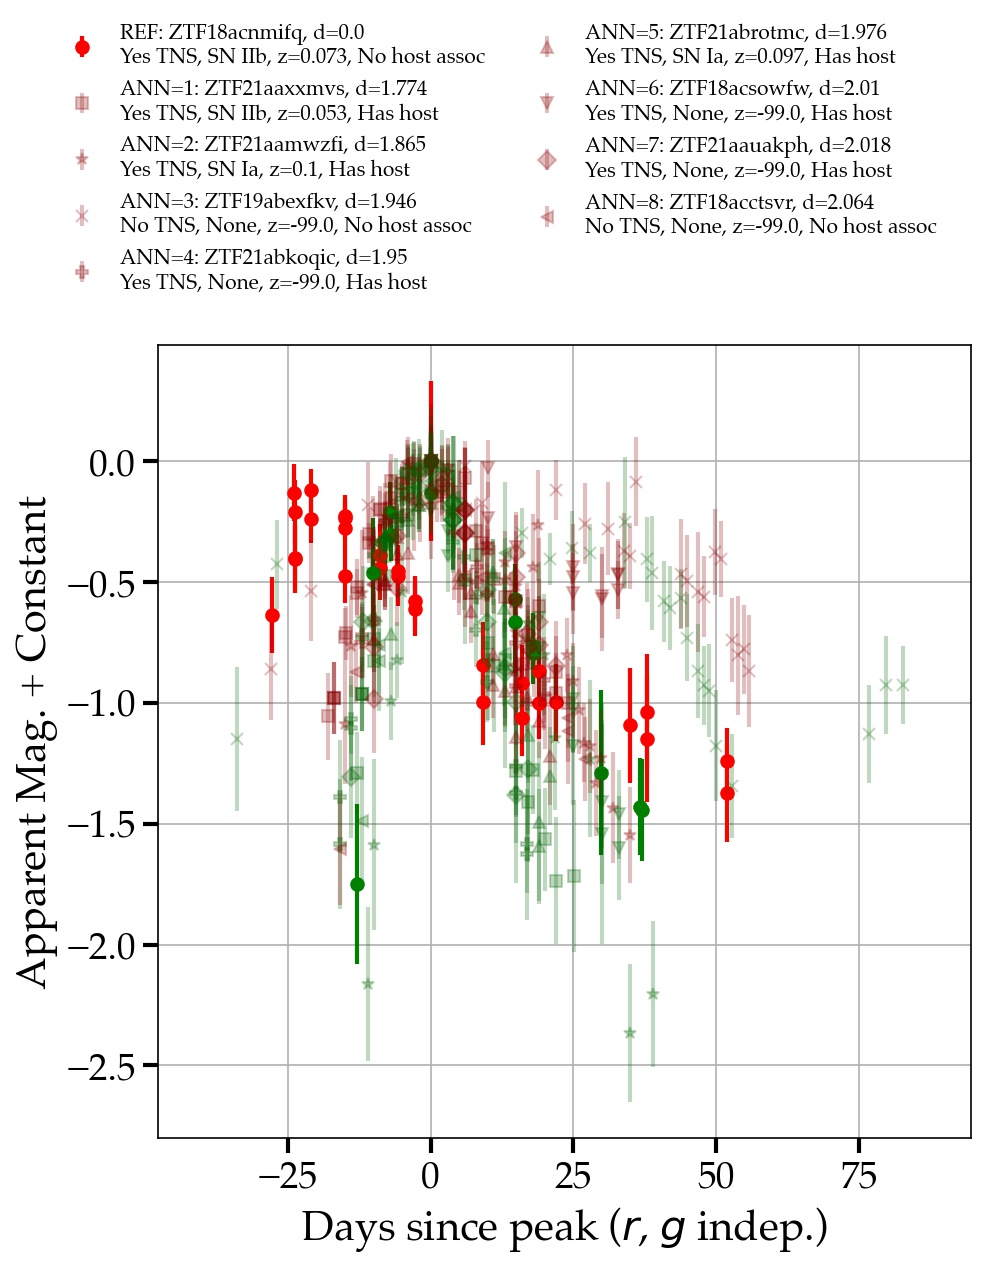 REF: ZTF18acnmifq, d=0.0
Yes TNS, SN IIb, z=0.073, No host assoc
ANN=1: ZTF21aaxxmvs, d=1.774
Yes TNS, SN IIb, z=0.053, Has host
ANN=2: ZTF21aamwzfi, d=1.865
Yes TNS, SN Ia, z=0.1, Has host
ANN=3: ZTF19abexfkv, d=1.946
No TNS, None, z=-99.0, No host assoc
ANN=4: ZTF21abkoqic, d=1.95
Yes TNS, None, z=-99.0, Has host
ANN=5: ZTF21abrotmc, d=1.976
Yes TNS, SN Ia, z=0.097, Has host
ANN=6: ZTF18acsowfw, d=2.01
Yes TNS, None, z=-99.0, Has host
ANN=7: ZTF21aauakph, d=2.018
Yes TNS, None, z=-99.0, Has host
ANN=8: ZTF18acctsvr, d=2.064
No TNS, None, z=-99.0, No host assoc
Apparent Mag. + Constant
0.0
−0.5
−1.0
−1.5
−2.0
−2.5
−25
0
25
50
75
Days since peak (r, g indep.)